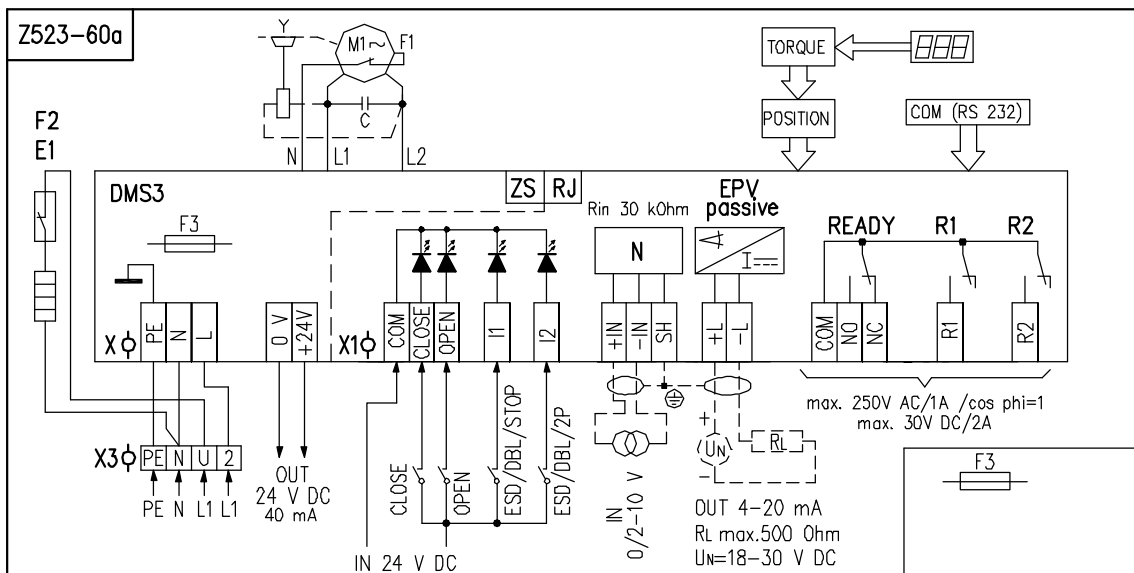 Z523-60a
Y
M1~
F1
TORQUE
POSITION
COM (RS 232)
F2
E1
C
N
L1
L2
DMS3
ZS
RJ
F3
Rin 30 kOhm
EPV
passive
READY
R1
R2
N
X
PE
N
L
0 V
+24V
X1
COM
CLOSE
OPEN
I1
I2
+IN
-IN
SH
+L
-L
COM
NO
NC
R1
R2
max. 250V AC/1A /cos phi=1
max. 30V DC/2A
X3
PE
N
U
2
PE
N
L1
L1
OUT
24 V DC
40 mA
CLOSE
OPEN
ESD/DBL/STOP
ESD/DBL/2P
IN 24 V DC
IN
0/2-10 V
+
UN
-
RL
OUT 4-20 mA
RL max.500 Ohm
UN=18-30 V DC
F3